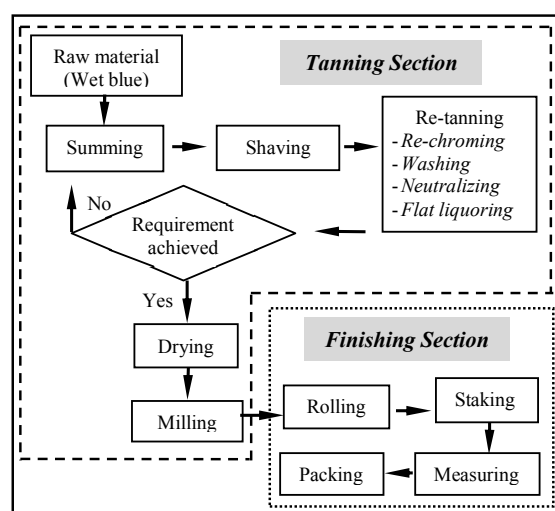 Raw material
(Wet blue)
Tanning Section
Summing
Shaving
Re-tanning
- Re-chroming
- Washing
- Neutralizing
- Flat liquoring
No
Requirement
achieved
Yes
Drying
Milling
Finishing Section
Rolling
Staking
Packing
Measuring